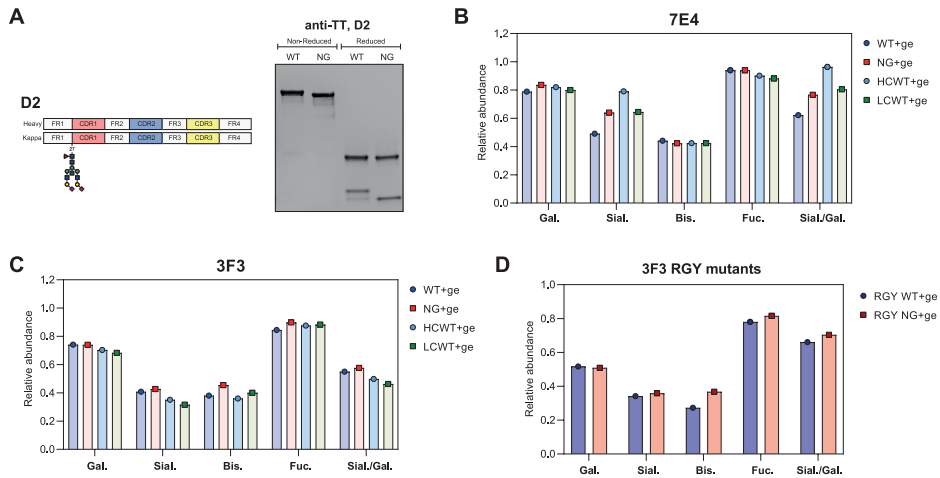 A
anti-TT, D2
Non-Reduced Reduced
WT NG WT NG
D2
Heavy FR1 CDR1 FR2 CDR2 FR3 CDR3 FR4
Kappa FR1 CDR1 FR2 CDR2 FR3 CDR3 FR4
27
B
7E4
Relative abundance
1.2
1.0
0.8
0.6
0.4
0.2
0.0
Gal. Sial. Bis. Fuc. Sial./Gal.
WT+ge
NG+ge
HCWT+ge
LCWT+ge
C
3F3
Relative abundance
1.2
1.0
0.8
0.6
0.4
0.2
0.0
Gal. Sial. Bis. Fuc. Sial./Gal.
WT+ge
NG+ge
HCWT+ge
LCWT+ge
D
3F3 RGY mutants
Relative abundance
1.0
0.8
0.6
0.4
0.2
0.0
Gal. Sial. Bis. Fuc. Sial./Gal.
RGY WT+ge
RGY NG+ge